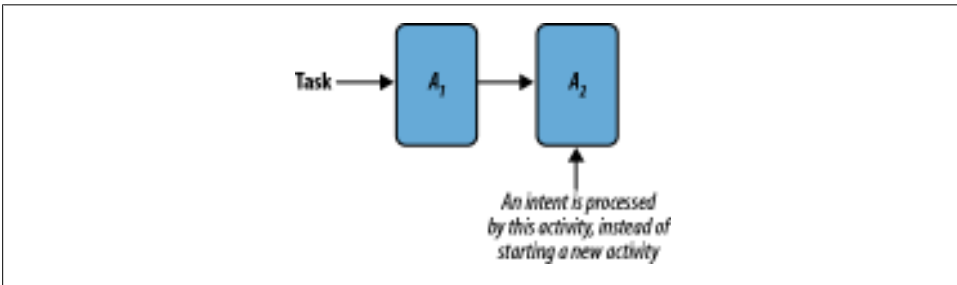 Task
A1
A2
An intent is processed
by this activity, instead of
starting a new activity